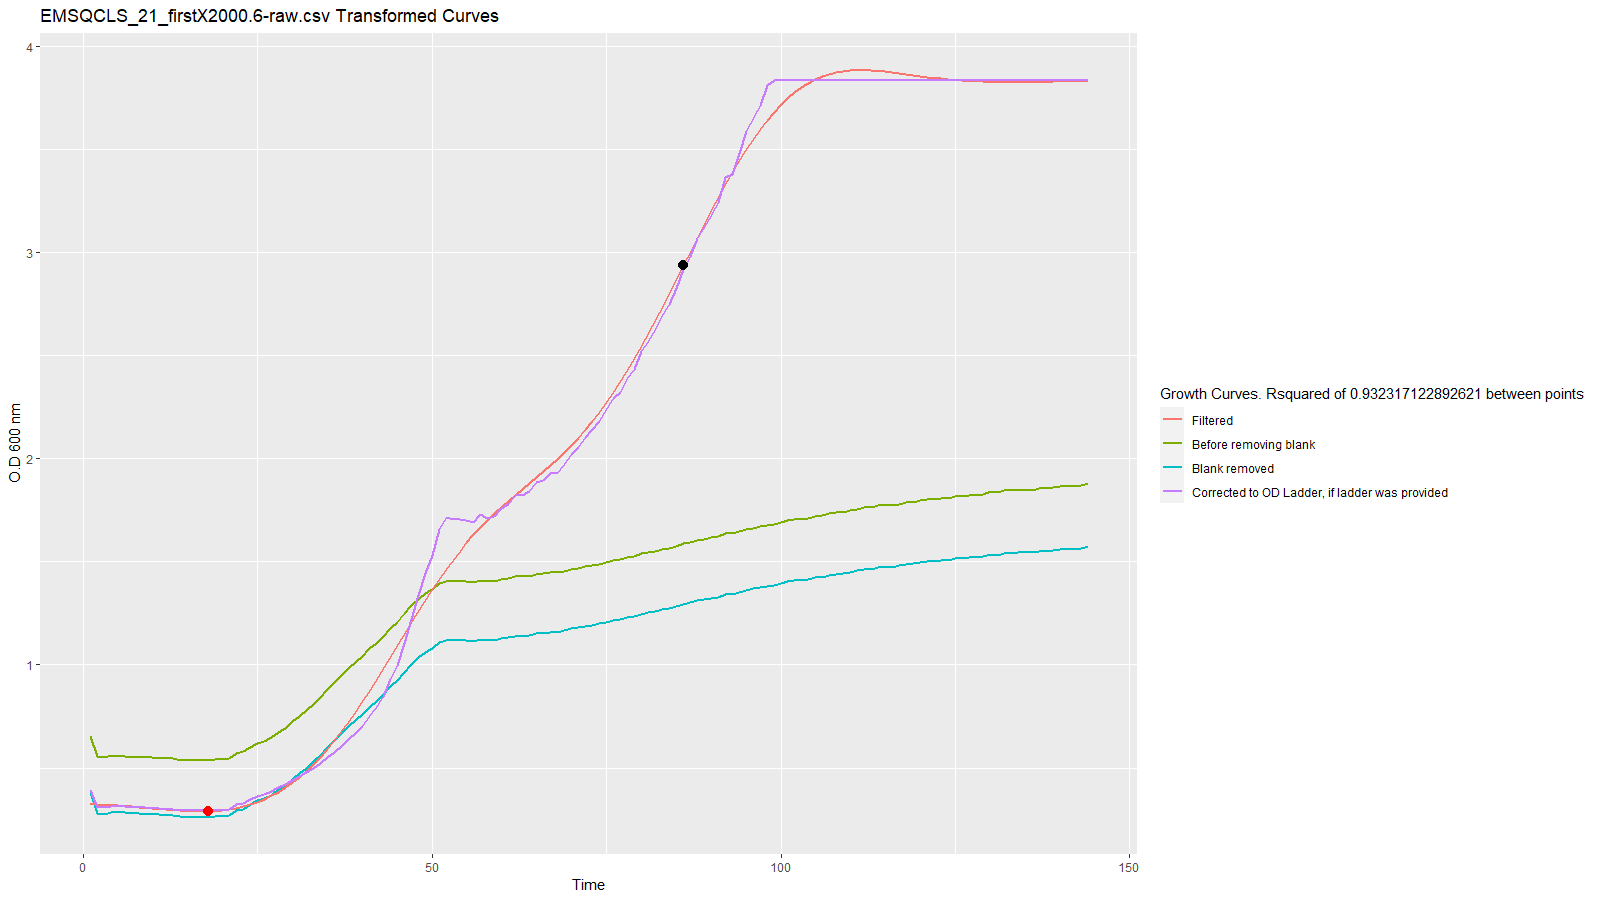 EMSQCLS_21_firstX2000.6-raw.csv Transformed Curves
4
3
2
1
O.D 600 nm
0
50
100
150
Time
Growth Curves. Rsquared of 0.932317122892621 between points
Filtered
Before removing blank
Blank removed
Corrected to OD Ladder, if ladder was provided